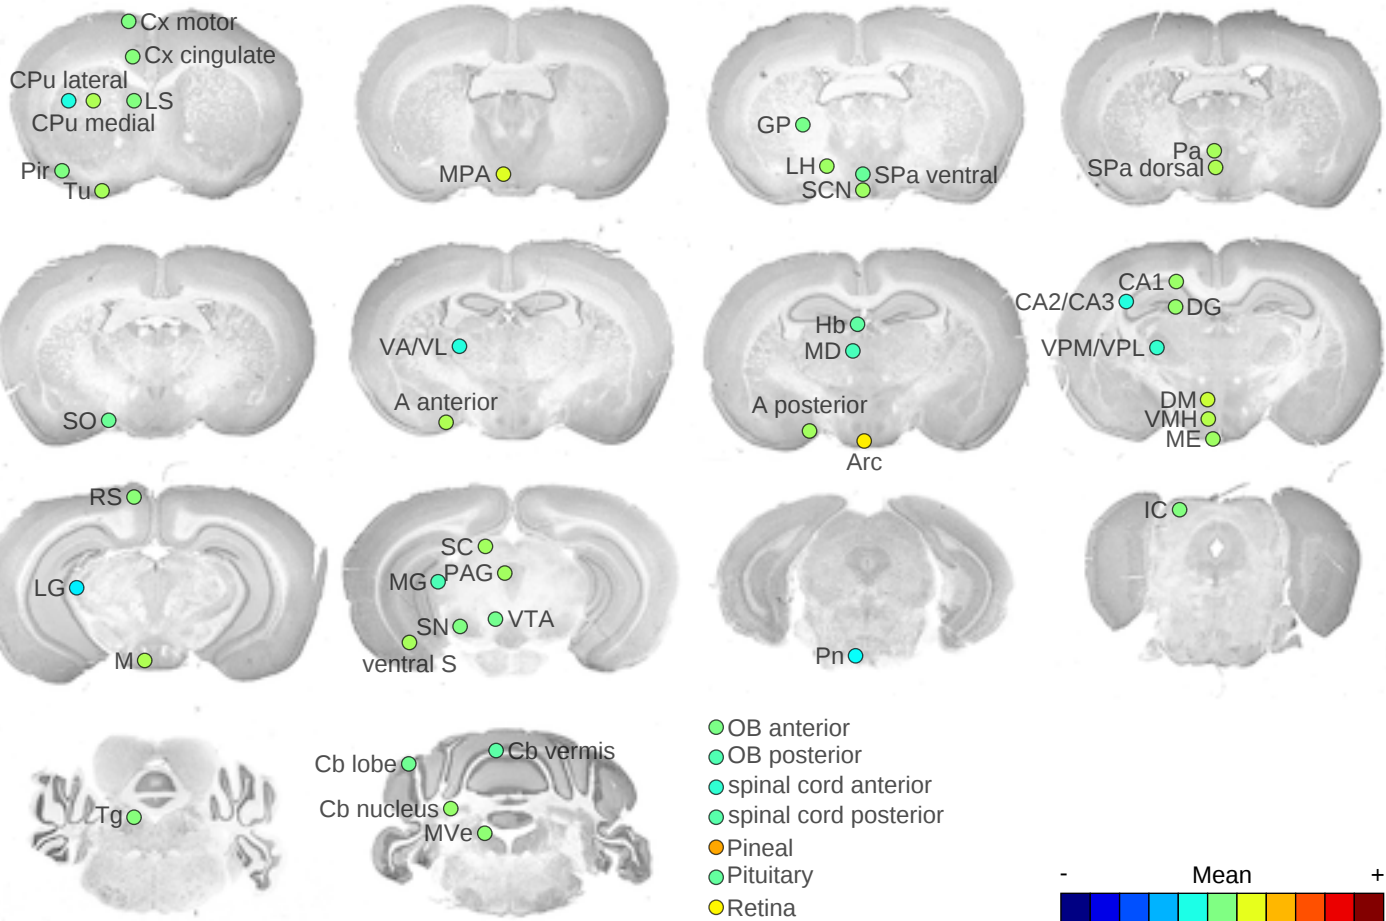 Cx motor
Cx cingulate
CPu lateral
LS
CPu medial
Pir
Tu
MPA
GP
LH
SPa ventral
SCN
Pa
SPa dorsal
SO
VA/VL
A anterior
Hb
MD
A posterior
Arc
CA1
CA2/CA3
DG
VPM/VPL
DM
VMH
ME
RS
LG
M
SC
MG
PAG
SN
VTA
ventral S
Pn
IC
Tg
Cb lobe
Cb vermis
Cb nucleus
MVe
OB anterior
OB posterior
spinal cord anterior
spinal cord posterior
Pineal
Pituitary
Retina
- Mean +